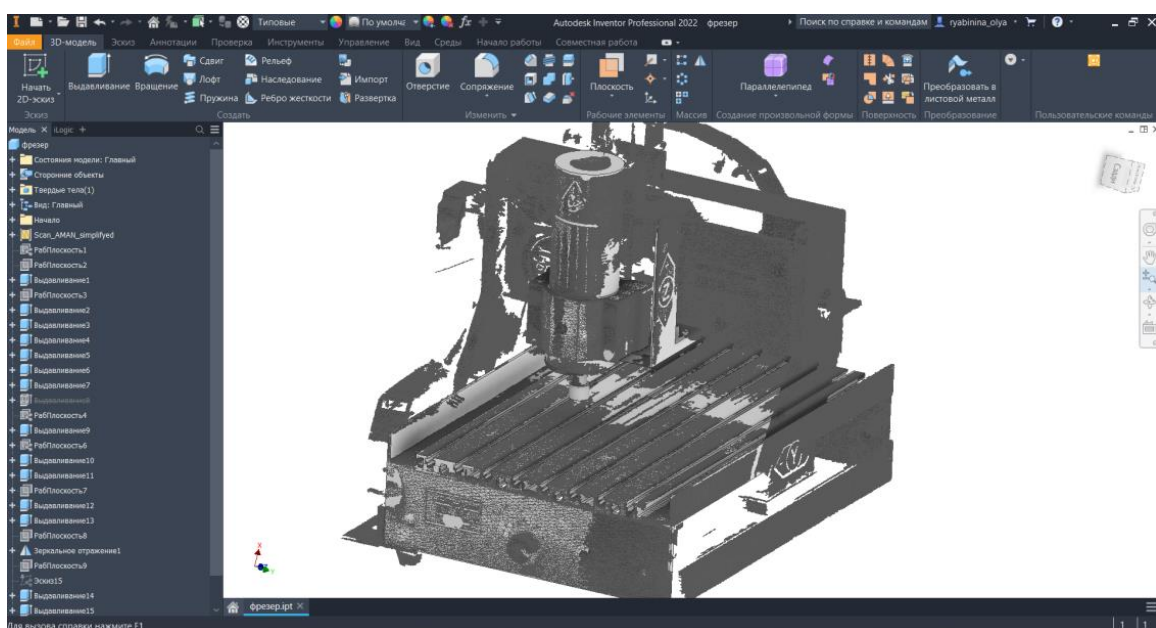 Типовые
По умолча
Autodesk Inventor Professional 2022 фрезер
Поиск по справке и командам
ryabinina_olya
Файл 3D-модель Эскиз Аннотации Проверка Инструменты Управление Вид Среды Начало работы Совместная работа
Начать 2D-эскиз
Выдавливание Вращение
Сдвиг Рельеф
Лофт Наследование Импорт
Пружина Ребро жесткости Развертка
Отверстие Сопряжение
Плоскость
Параллелепипед
Преобразовать в листовой металл
Эскиз Создать Изменить Рабочие элементы Массив Создание произвольной формы Поверхность Преобразование Пользовательские команды
Модель × iLogic +
фрезер
Состояния модели: Главный
Сторонние объекты
Твердые тела(1)
Вид: Главный
Начало
Scan_AMAN_simplifyed
РабПлоскость1
РабПлоскость2
Выдавливание1
РабПлоскость3
Выдавливание2
Выдавливание3
Выдавливание4
Выдавливание5
Выдавливание6
Выдавливание7
Выдавливание8
РабПлоскость4
Выдавливание9
РабПлоскость6
Выдавливание10
Выдавливание11
РабПлоскость7
Выдавливание12
Выдавливание13
РабПлоскость8
Зеркальное отражение1
РабПлоскость9
Эскиз15
Выдавливание14
Выдавливание15
фрезер.ipt ×
Для вызова справки нажмите F1
1 1
Z
Y
X